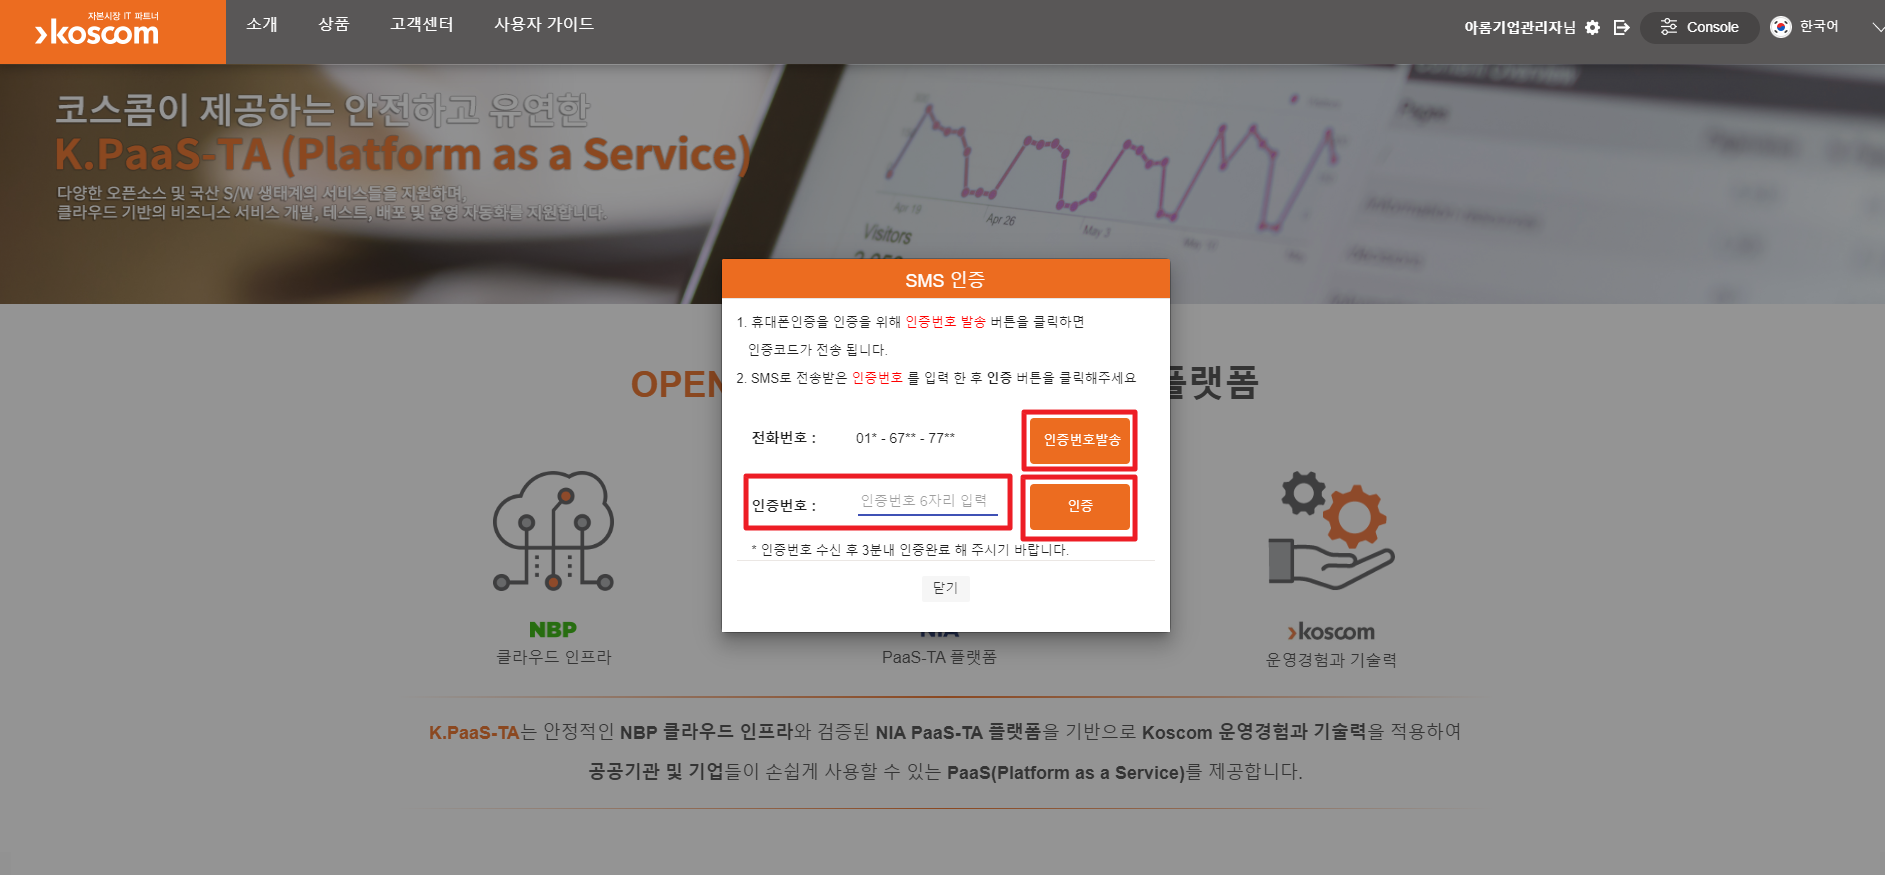 자본시장 IT 파트너
koscom
소개 상품 고객센터 사용자 가이드
아롬기업관리자님
Console
한국어
코스콤이 제공하는 안전하고 유연한
K.PaaS-TA (Platform as a Service)
다양한 오픈소스 및 국산 S/W 생태계의 서비스들을 지원하며,
클라우드 기반의 비즈니스 서비스 개발, 테스트, 배포 및 운영 자동화를 지원합니다.
Apr 19
Apr 26
May 3
Visitors
Pages
SMS 인증
1. 휴대폰인증을 인증을 위해 인증번호 발송 버튼을 클릭하면
인증코드가 전송 됩니다.
2. SMS로 전송받은 인증번호 를 입력 한 후 인증 버튼을 클릭해주세요
OPEN
플랫폼
전화번호 : 01* - 67** - 77** 인증번호발송
인증번호 : 인증번호 6자리 입력 인증
* 인증번호 수신 후 3분내 인증완료 해 주시기 바랍니다.
닫기
NBP
클라우드 인프라
NIA
PaaS-TA 플랫폼
koscom
운영경험과 기술력
K.PaaS-TA는 안정적인 NBP 클라우드 인프라와 검증된 NIA PaaS-TA 플랫폼을 기반으로 Koscom 운영경험과 기술력을 적용하여
공공기관 및 기업들이 손쉽게 사용할 수 있는 PaaS(Platform as a Service)를 제공합니다.